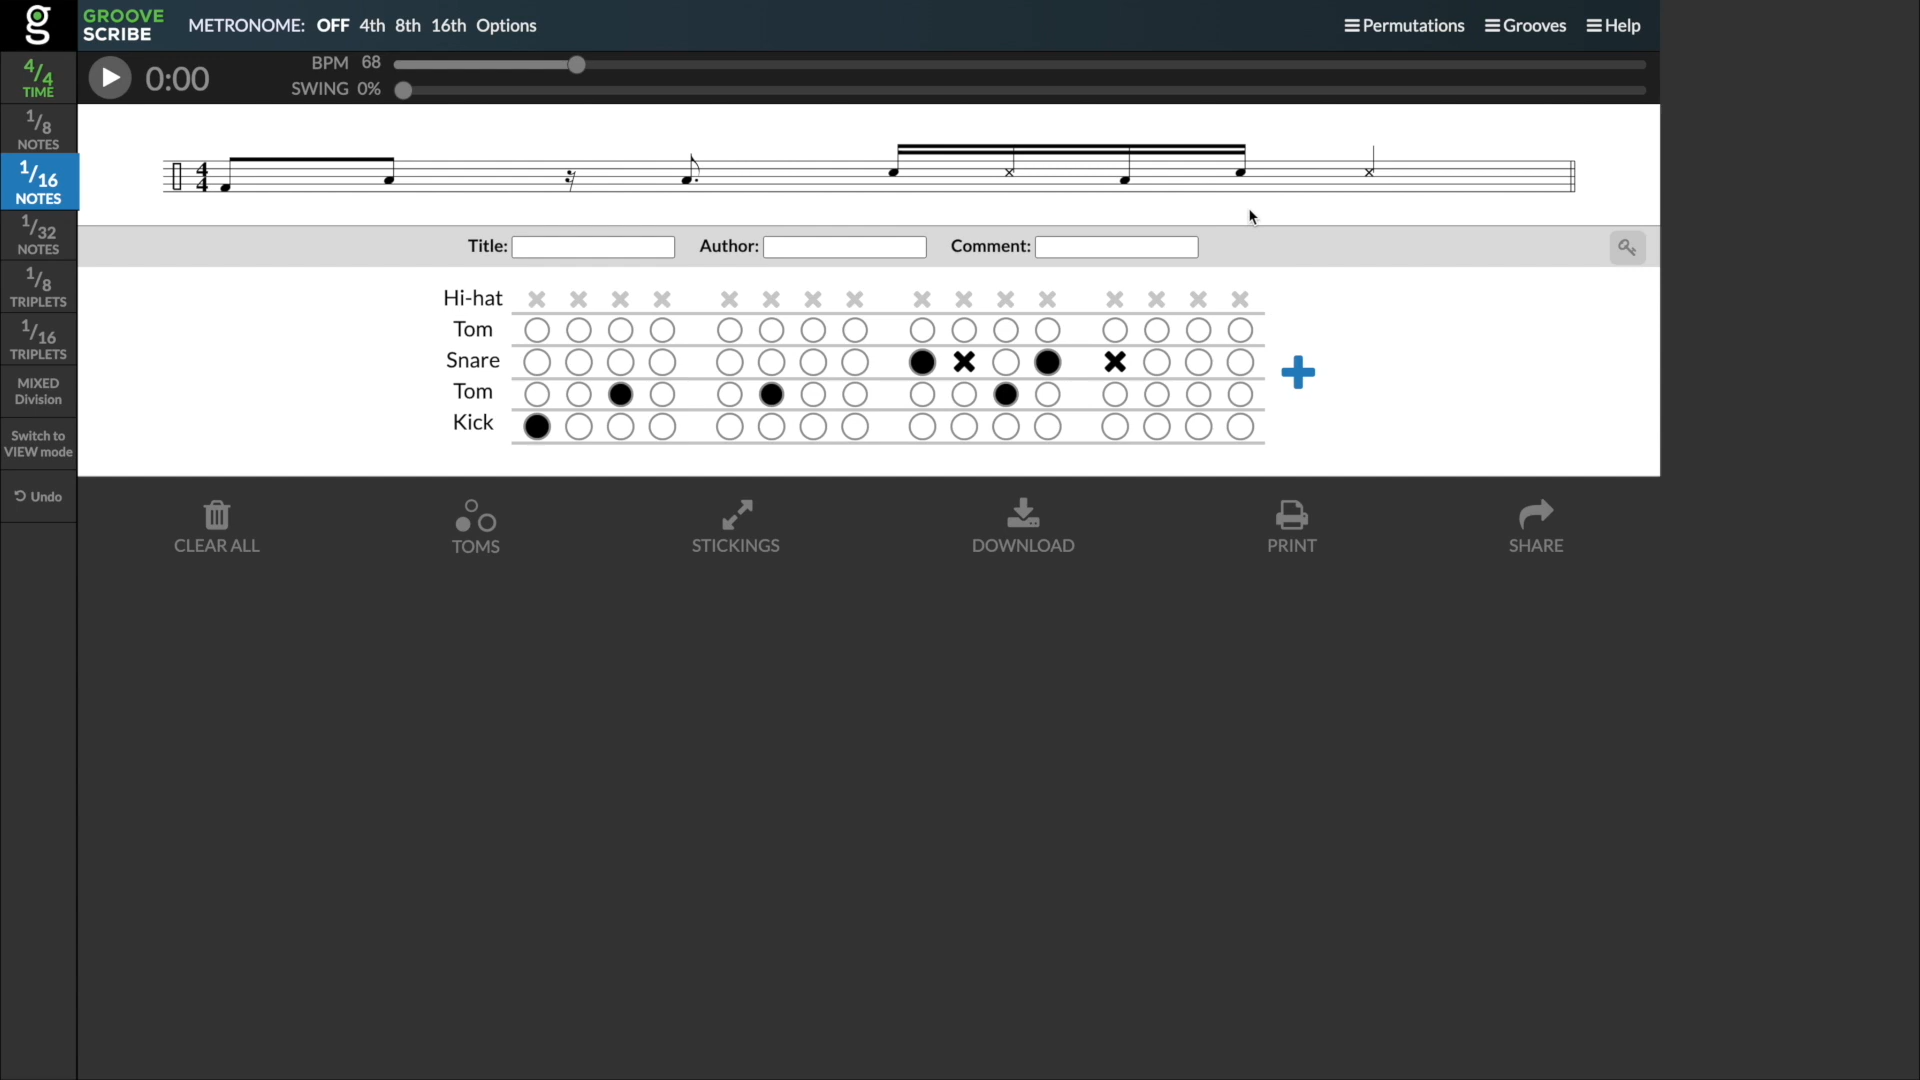 g GROOVE
SCRIBE
METRONOME: OFF 4th 8th 16th Options
Permutations Grooves Help
4/4
TIME
0:00
BPM 68
SWING 0%
1/8
NOTES
1/16
NOTES
1/32
NOTES
1/8
TRIPLETS
1/16
TRIPLETS
MIXED
Division
Switch to
VIEW mode
Undo
4
4
Title: Author: Comment:
Hi-hat
Tom
Snare
Tom
Kick
CLEAR ALL TOMS STICKINGS DOWNLOAD PRINT SHARE